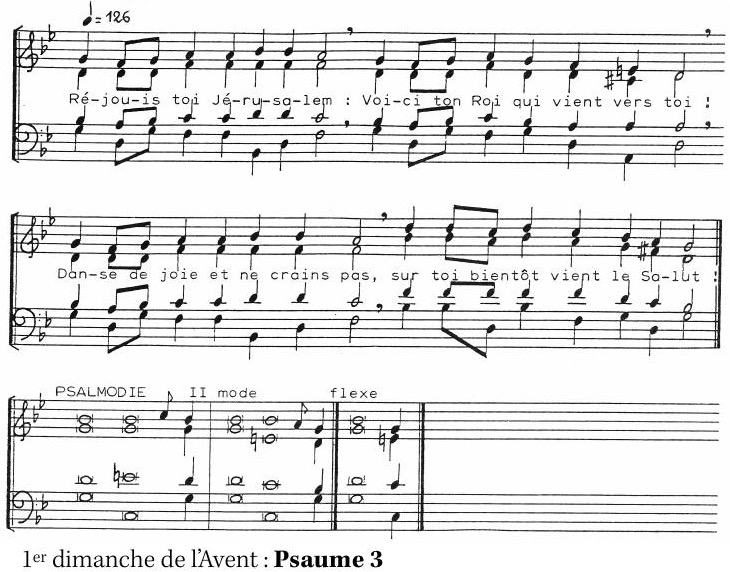 ♩= 126
Ré-jou-is toi Jé-ru-sa-lem : Voi-ci ton Roi qui vient vers toi :
Dan-se de joie et ne crains pas, sur toi bientôt vient le Sa-lut :
PSALMODIE II mode flexe
1er dimanche de l'Avent : Psaume 3